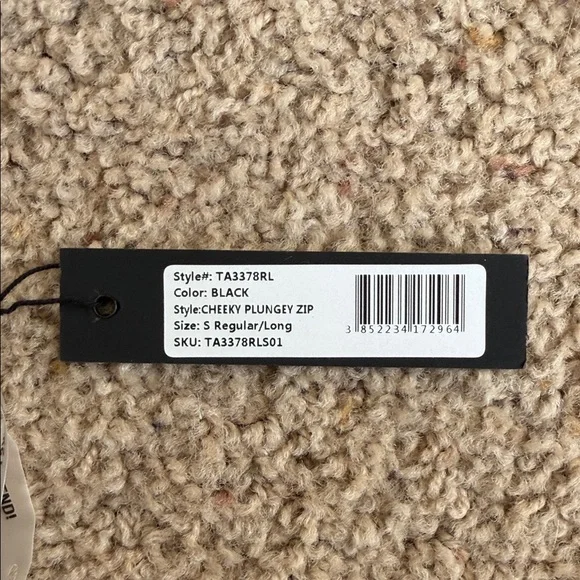 Style#: TA3378RL
Color: BLACK
Style:CHEEKY PLUNGEY ZIP
Size: S Regular/Long
SKU: TA3378RLS01
3 852234 172964